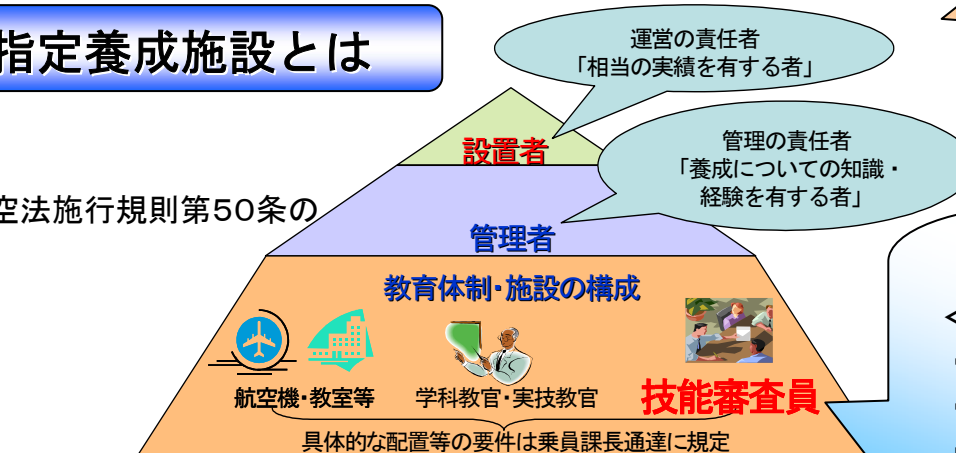 指定養成施設とは
運営の責任者
「相当の実績を有する者」
設置者
管理の責任者
「養成についての知識・
経験を有する者」
空法施行規則第50条の
管理者
教育体制・施設の構成
航空機・教室等
学科教官・実技教官
技能審査員
具体的な配置等の要件は乗員課長通達に規定